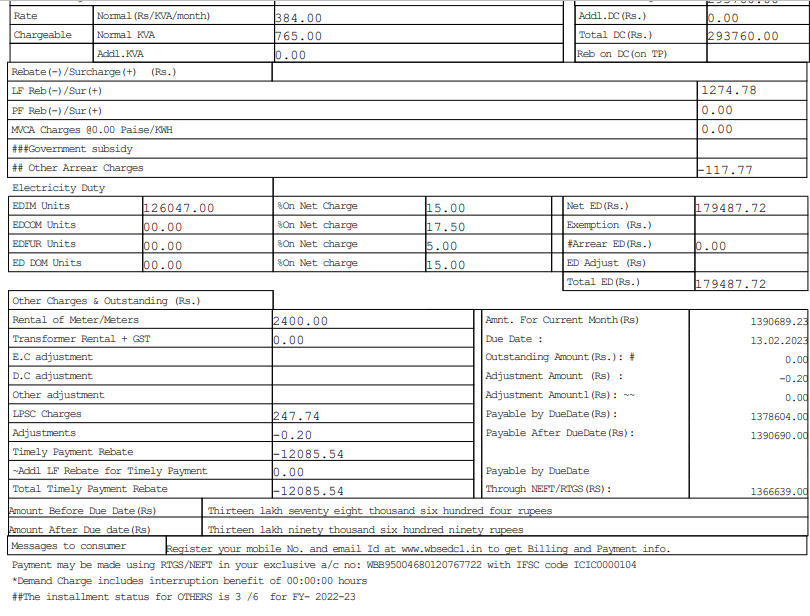 Rate Normal(Rs/KVA/month) 384.00 Addl.DC(Rs.) 0.00
Chargeable Normal KVA 765.00 Total DC(Rs.) 293760.00
Addl.KVA 0.00 Reb on DC(on TP)
Rebate(-)/Surcharge(+) (Rs.)
LF Reb(-)/Sur(+) 1274.78
PF Reb(-)/Sur(+) 0.00
MVCA Charges @0.00 Paise/KWH 0.00
###Government subsidy
## Other Arrear Charges -117.77
Electricity Duty
EDIM Units 126047.00 %On Net Charge 15.00 Net ED(Rs.) 179487.72
EDCOM Units 00.00 %On Net Charge 17.50 Exemption (Rs.)
EDFUR Units 00.00 %On Net Charge 5.00 #Arrear ED(Rs.) 0.00
ED DOM Units 00.00 %On Net charge 15.00 ED Adjust (Rs)
Total ED(Rs.) 179487.72
Other Charges & Outstanding (Rs.)
Rental of Meter/Meters 2400.00 Amnt. For Current Month(Rs) 1390689.23
Transformer Rental + GST 0.00 Due Date : 13.02.2023
E.C adjustment Outstanding Amount(Rs.): # 0.00
D.C adjustment Adjustment Amount (Rs) : -0.20
Other adjustment Adjustment Amount1(Rs): ~~ 0.00
LPSC Charges 247.74 Payable by DueDate(Rs): 1378604.00
Adjustments -0.20 Payable After DueDate(Rs): 1390690.00
Timely Payment Rebate -12085.54
~Addl LF Rebate for Timely Payment 0.00 Payable by DueDate
Total Timely Payment Rebate -12085.54 Through NEFT/RTGS(RS): 1366639.00
Amount Before Due Date(Rs) Thirteen lakh seventy eight thousand six hundred four rupees
Amount After Due date(Rs) Thirteen lakh ninety thousand six hundred ninety rupees
Messages to consumer Register your mobile No. and email Id at www.wbsedcl.in to get Billing and Payment info.
Payment may be made using RTGS/NEFT in your exclusive a/c no: WBB95004680120767722 with IFSC code ICIC0000104
*Demand Charge includes interruption benefit of 00:00:00 hours
##The installment status for OTHERS is 3 /6 for FY- 2022-23